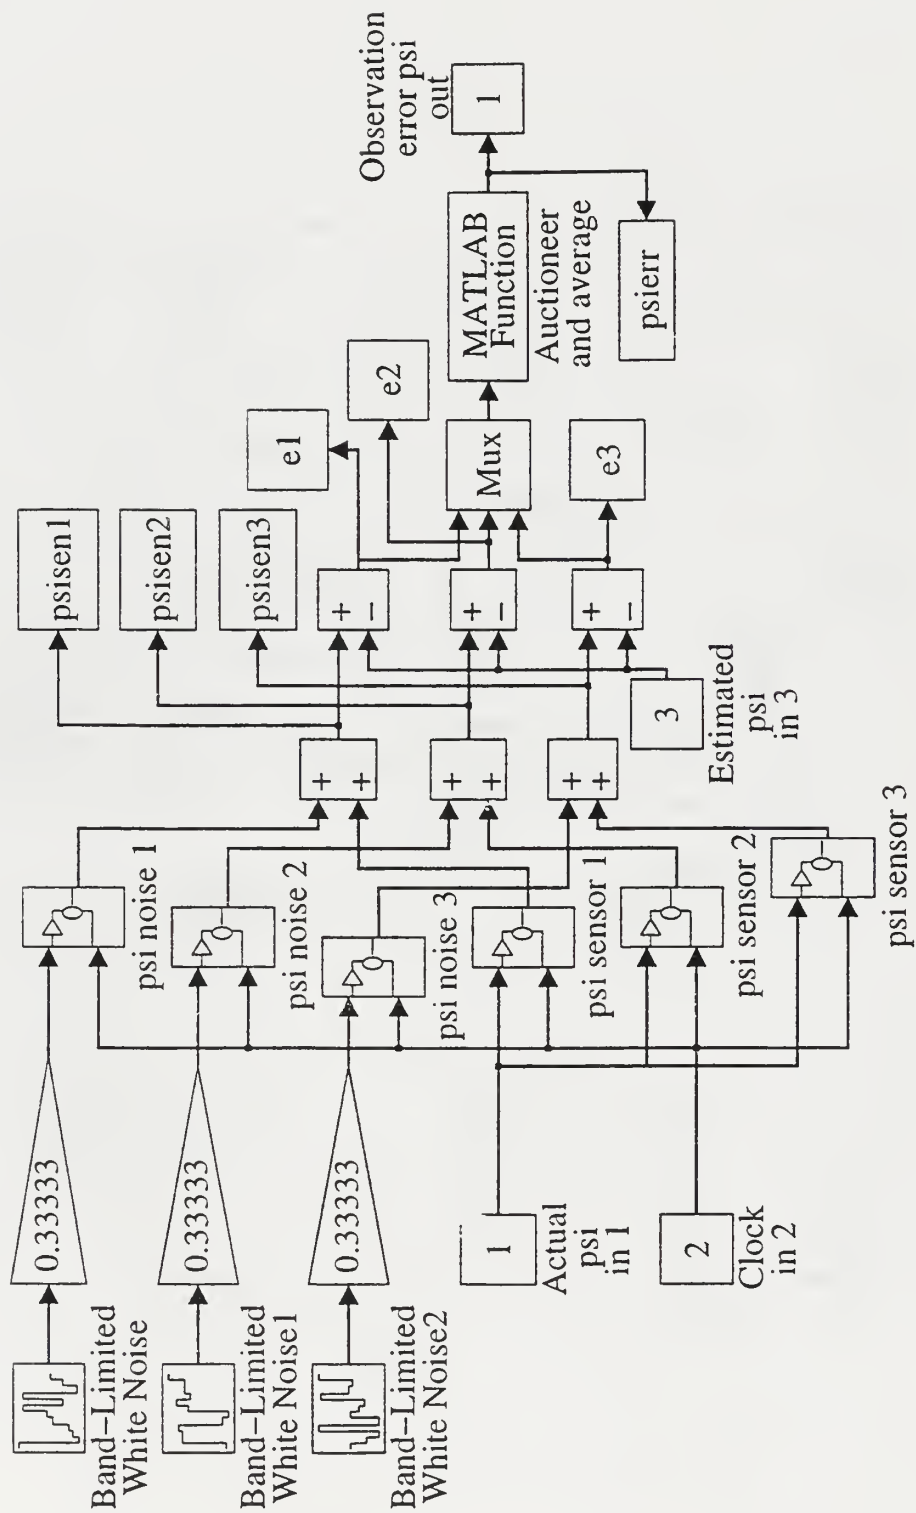 0.33333
Band-Limited
White Noise
psi noise 1
psisen1
0.33333
Band-Limited
White Noise1
psi noise 2
psisen2
0.33333
Band-Limited
White Noise2
psi noise 3
psisen3
1
Actual
psi
in 1
psi sensor 1
2
Clock
in 2
psi sensor 2
psi sensor 3
+
+
+
+
+
+
3
Estimated
psi
in 3
+
-
+
-
+
-
e1
e2
e3
Mux
MATLAB
Function
Auctioneer
and average
psierr
Observation
error psi
out
1